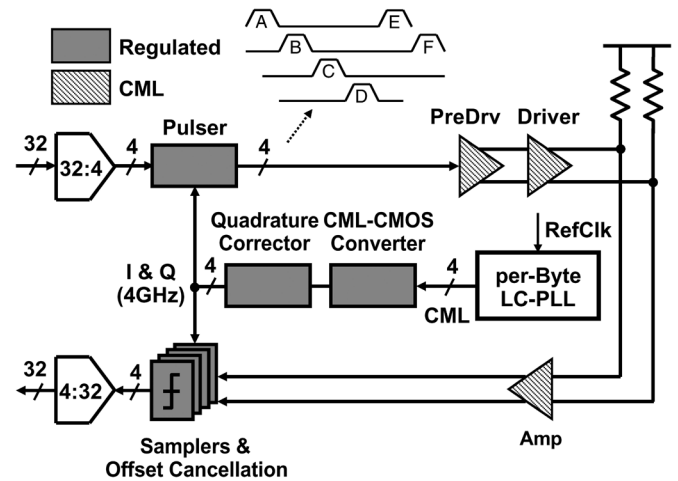 A
E
Regulated
B
F
C
CML
D
Pulser
PreDrv
Driver
32
4
4
32:4
RefClk
Quadrature
Corrector
CML-CMOS
Converter
I & Q
(4GHz)
4
4
per-Byte
LC-PLL
CML
32
4
4:32
Amp
Samplers &
Offset Cancellation